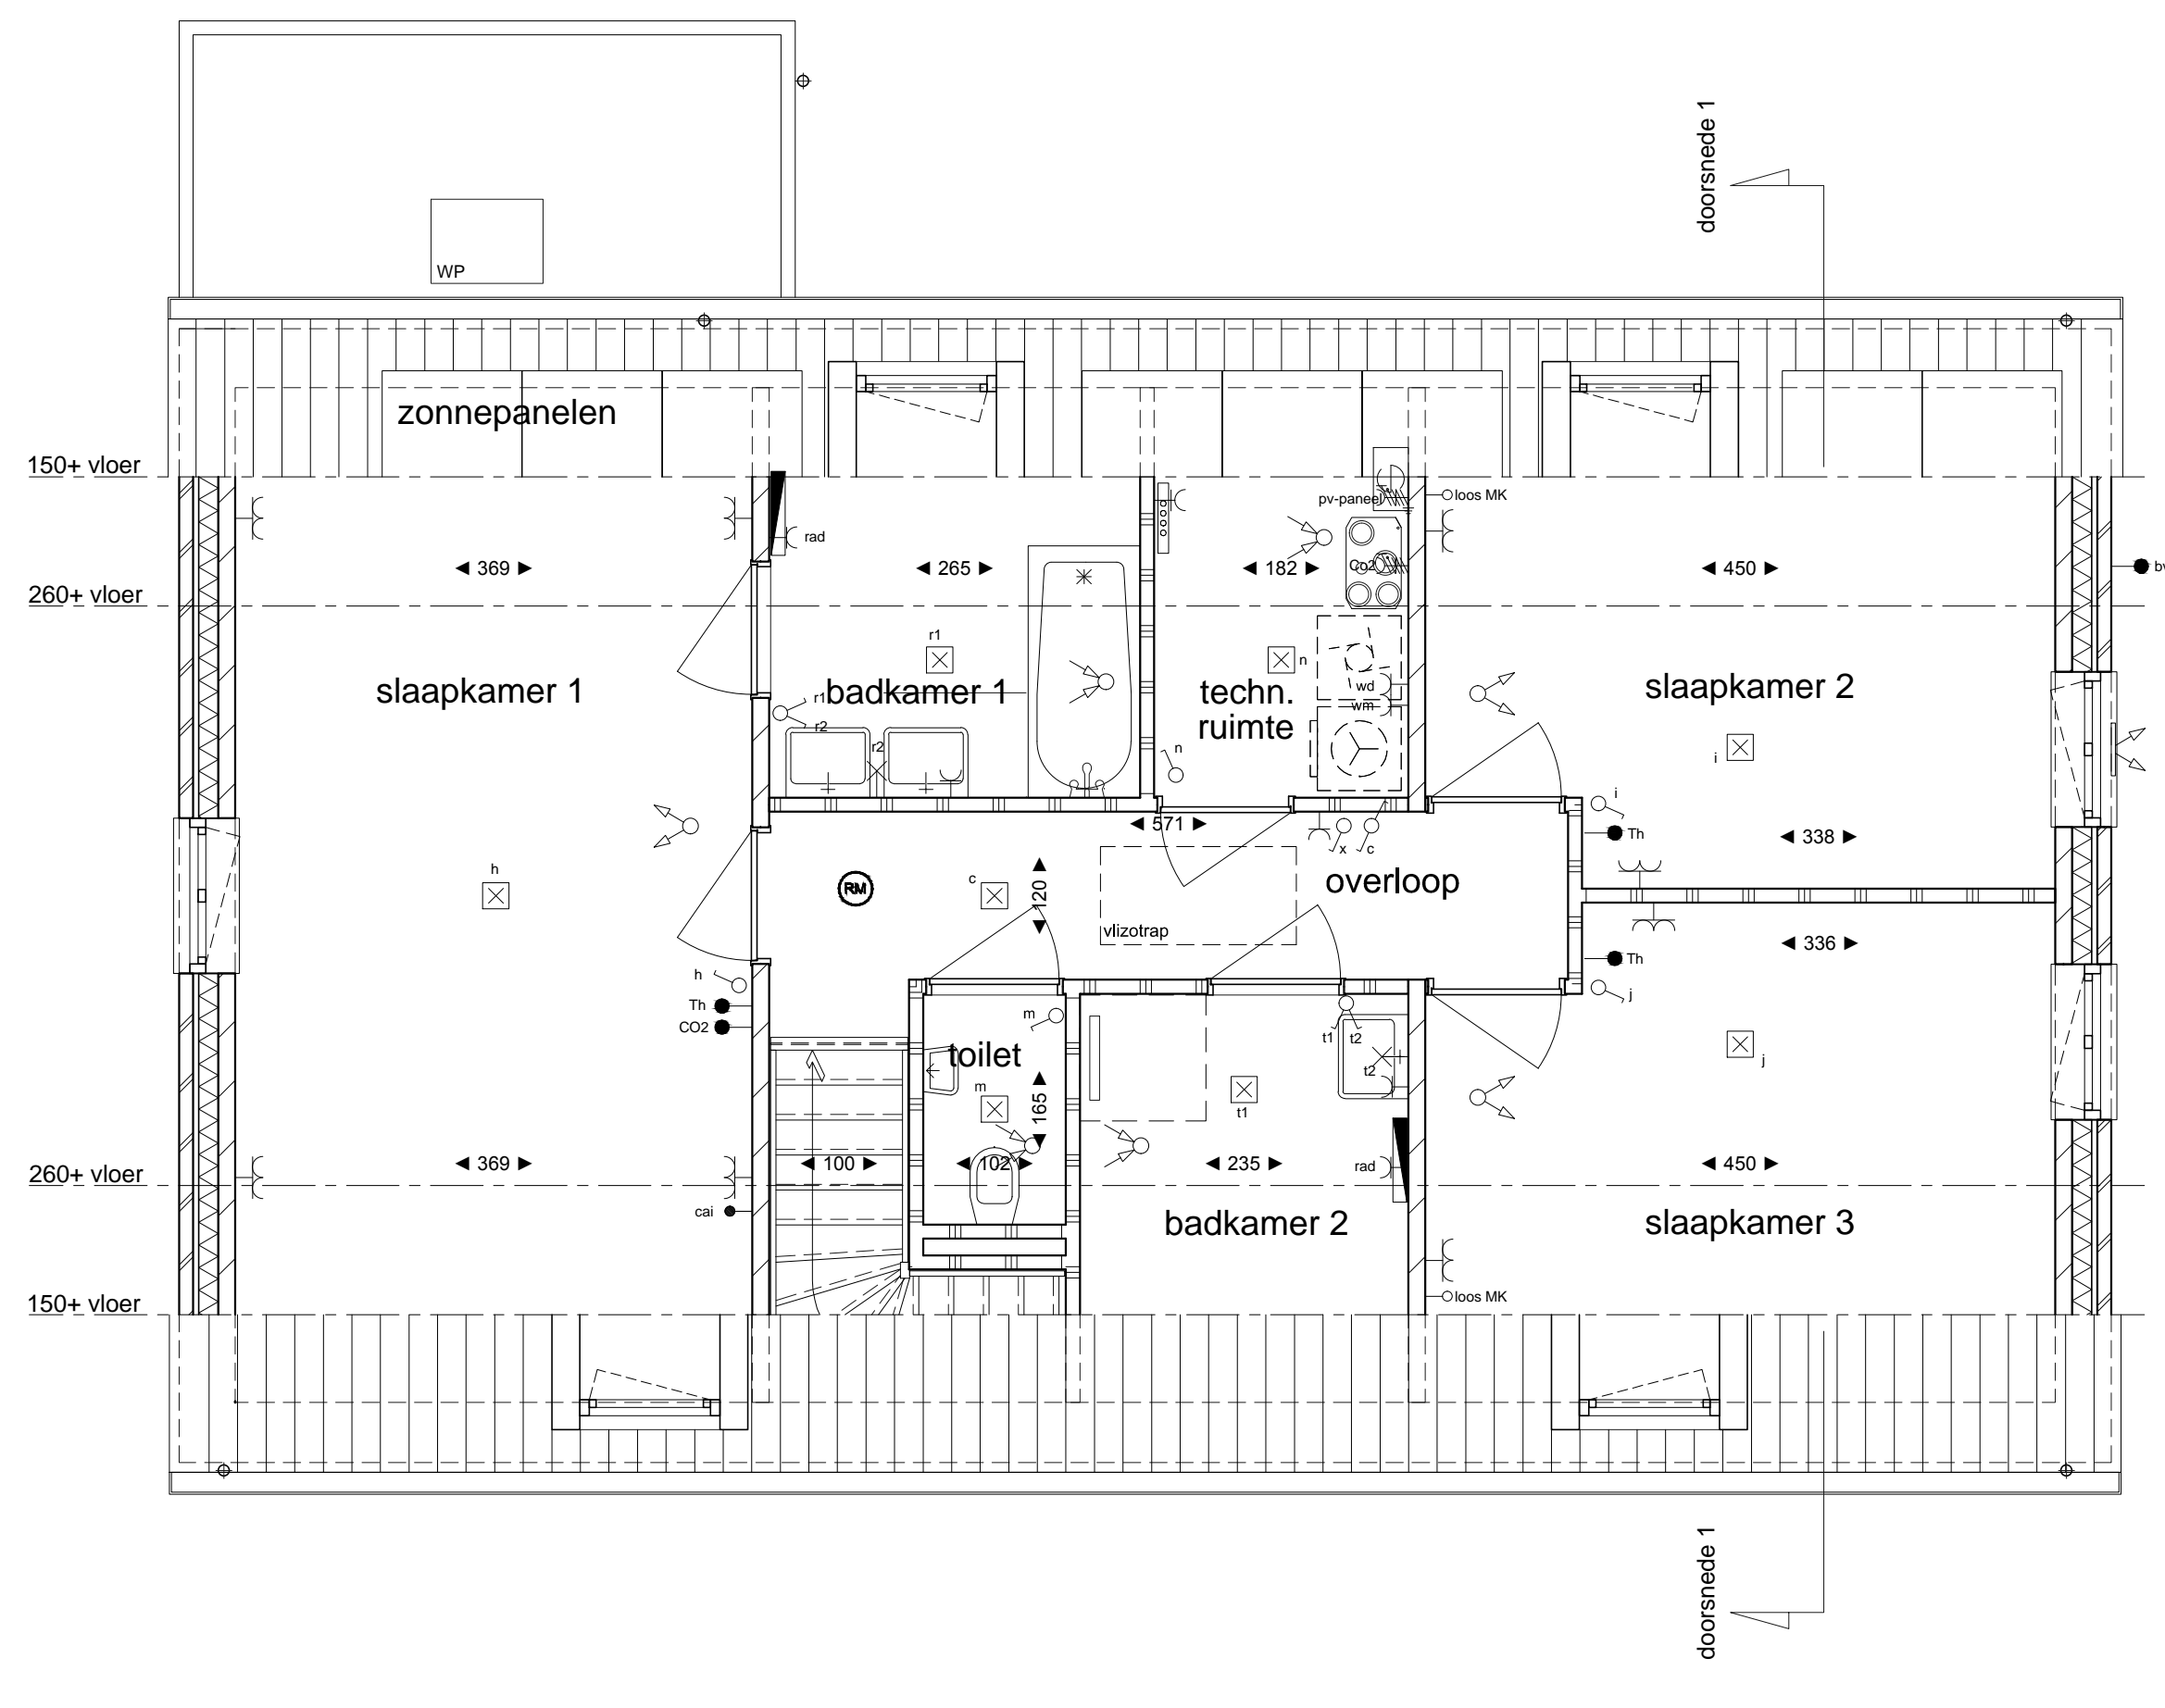 doorsnede 1
WP
zonnepanelen
150+ vloer
pv-paneel
loos MK
rad
◄ 369 ►
◄ 265 ►
◄ 182 ►
Co2
◄ 450 ►
260+ vloer
r1
n
slaapkamer 1
badkamer 1
techn.
ruimte
wd
wm
slaapkamer 2
r1
r2
r2
n
i
i
◄ 571 ►
Th
◄ 338 ►
x
c
h
RM
c
◄ 120 ►
overloop
vlizotrap
◄ 336 ►
Th
h
j
Th
CO2
m
t1
t2
toilet
m
◄ 165 ►
t1
t2
j
260+ vloer
◄ 369 ►
◄ 100 ►
◄ 102 ►
◄ 235 ►
rad
◄ 450 ►
cai
badkamer 2
slaapkamer 3
150+ vloer
loos MK
doorsnede 1